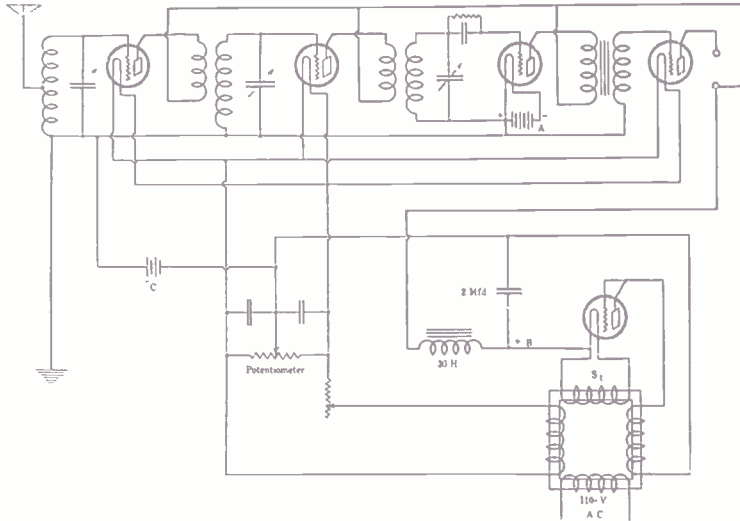 + −
A
−C
2 Mfd
+ B
30 H
Potentiometer
S₁
110-V
A C